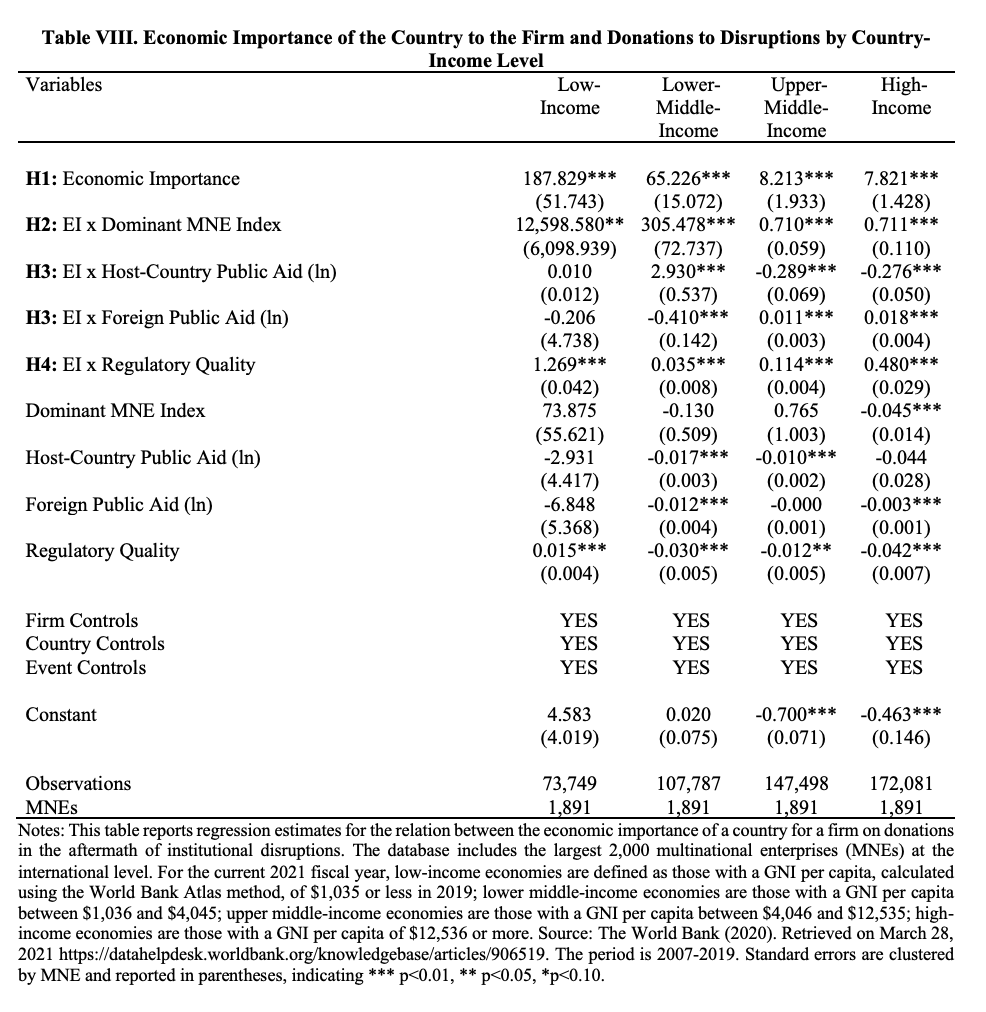 Table VIII. Economic Importance of the Country to the Firm and Donations to Disruptions by Country-
Income Level
Variables Low- Lower- Upper- High-
Income Middle- Middle- Income
Income Income
H1: Economic Importance 187.829*** 65.226*** 8.213*** 7.821***
(51.743) (15.072) (1.933) (1.428)
H2: EI x Dominant MNE Index 12,598.580** 305.478*** 0.710*** 0.711***
(6,098.939) (72.737) (0.059) (0.110)
H3: EI x Host-Country Public Aid (ln) 0.010 2.930*** -0.289*** -0.276***
(0.012) (0.537) (0.069) (0.050)
H3: EI x Foreign Public Aid (ln) -0.206 -0.410*** 0.011*** 0.018***
(4.738) (0.142) (0.003) (0.004)
H4: EI x Regulatory Quality 1.269*** 0.035*** 0.114*** 0.480***
(0.042) (0.008) (0.004) (0.029)
Dominant MNE Index 73.875 -0.130 0.765 -0.045***
(55.621) (0.509) (1.003) (0.014)
Host-Country Public Aid (ln) -2.931 -0.017*** -0.010*** -0.044
(4.417) (0.003) (0.002) (0.028)
Foreign Public Aid (ln) -6.848 -0.012*** -0.000 -0.003***
(5.368) (0.004) (0.001) (0.001)
Regulatory Quality 0.015*** -0.030*** -0.012** -0.042***
(0.004) (0.005) (0.005) (0.007)
Firm Controls YES YES YES YES
Country Controls YES YES YES YES
Event Controls YES YES YES YES
Constant 4.583 0.020 -0.700*** -0.463***
(4.019) (0.075) (0.071) (0.146)
Observations 73,749 107,787 147,498 172,081
MNEs 1,891 1,891 1,891 1,891
Notes: This table reports regression estimates for the relation between the economic importance of a country for a firm on donations
in the aftermath of institutional disruptions. The database includes the largest 2,000 multinational enterprises (MNEs) at the
international level. For the current 2021 fiscal year, low-income economies are defined as those with a GNI per capita, calculated
using the World Bank Atlas method, of $1,035 or less in 2019; lower middle-income economies are those with a GNI per capita
between $1,036 and $4,045; upper middle-income economies are those with a GNI per capita between $4,046 and $12,535; high-
income economies are those with a GNI per capita of $12,536 or more. Source: The World Bank (2020). Retrieved on March 28,
2021 https://datahelpdesk.worldbank.org/knowledgebase/articles/906519. The period is 2007-2019. Standard errors are clustered
by MNE and reported in parentheses, indicating *** p<0.01, ** p<0.05, *p<0.10.